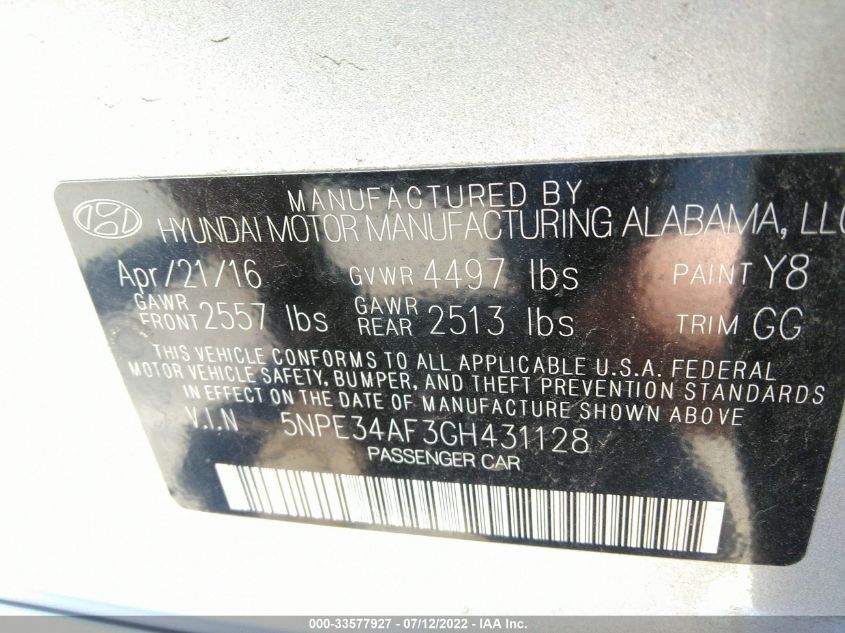 MANUFACTURED BY
HYUNDAI MOTOR MANUFACTURING ALABAMA, LLC
Apr/21/16 GVWR 4497 lbs PAINT Y8
GAWR FRONT 2557 lbs GAWR REAR 2513 lbs TRIM GG
THIS VEHICLE CONFORMS TO ALL APPLICABLE U.S.A. FEDERAL
MOTOR VEHICLE SAFETY, BUMPER, AND THEFT PREVENTION STANDARDS
IN EFFECT ON THE DATE OF MANUFACTURE SHOWN ABOVE
V.I.N 5NPE34AF3GH431128
PASSENGER CAR
000-33577927 - 07/12/2022 - IAA Inc.